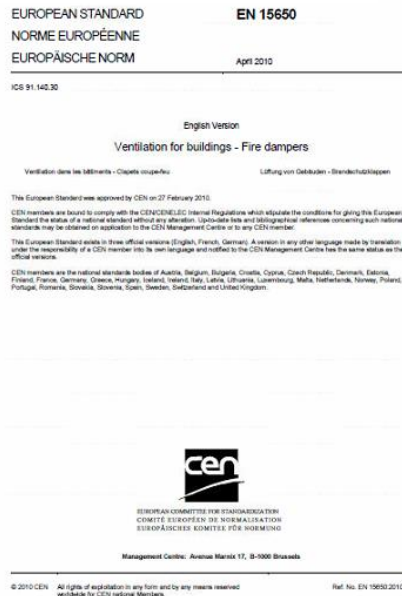 EUROPEAN STANDARD
EN 15650
NORME EUROPÉENNE
EUROPÄISCHE NORM
April 2010
ICS 91.140.30
English Version
Ventilation for buildings - Fire dampers
Ventilation dans les bâtiments - Clapets coupe-feu
Lüftung von Gebäuden - Brandschutzklappen
This European Standard was approved by CEN on 27 February 2010.
CEN members are bound to comply with the CEN/CENELEC Internal Regulations which stipulate the conditions for giving this European
Standard the status of a national standard without any alteration. Up-to-date lists and bibliographical references concerning such national
standards may be obtained on application to the CEN Management Centre or to any CEN member.
This European Standard exists in three official versions (English, French, German). A version in any other language made by translation
under the responsibility of a CEN member into its own language and notified to the CEN Management Centre has the same status as the
official versions.
CEN members are the national standards bodies of Austria, Belgium, Bulgaria, Croatia, Cyprus, Czech Republic, Denmark, Estonia,
Finland, France, Germany, Greece, Hungary, Iceland, Ireland, Italy, Latvia, Lithuania, Luxembourg, Malta, Netherlands, Norway, Poland,
Portugal, Romania, Slovakia, Slovenia, Spain, Sweden, Switzerland and United Kingdom.
cen
EUROPEAN COMMITTEE FOR STANDARDIZATION
COMITÉ EUROPÉEN DE NORMALISATION
EUROPÄISCHES KOMITEE FÜR NORMUNG
Management Centre: Avenue Marnix 17, B-1000 Brussels
© 2010 CEN All rights of exploitation in any form and by any means reserved
worldwide for CEN national Members.
Ref. No. EN 15650:2010